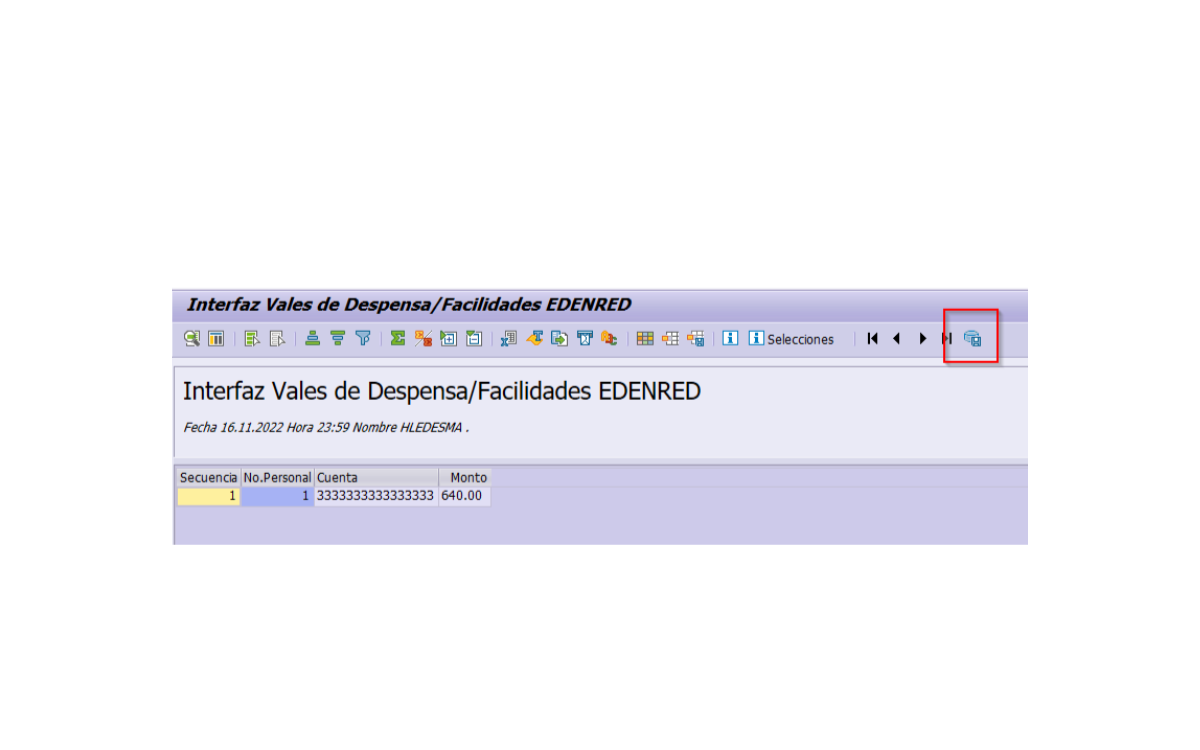 Interfaz Vales de Despensa/Facilidades EDENRED
Selecciones
Interfaz Vales de Despensa/Facilidades EDENRED
Fecha 16.11.2022 Hora 23:59 Nombre HLEDESMA .
Secuencia No.Personal Cuenta Monto
1 1 3333333333333333 640.00